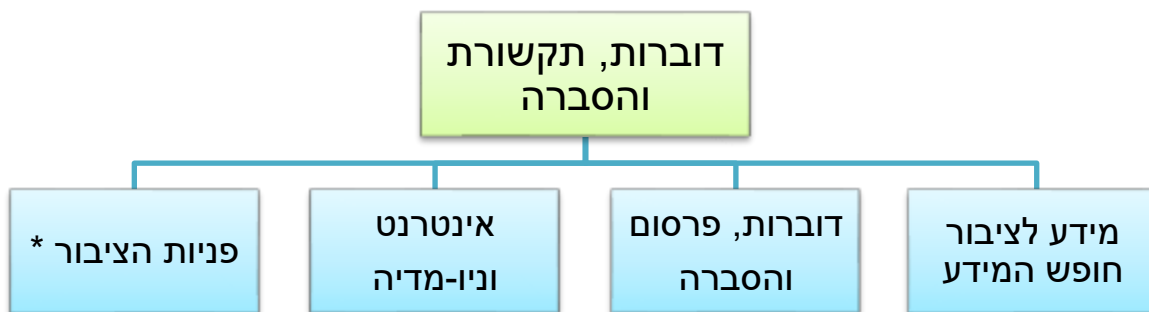 דוברות, תקשורת
והסברה
מידע לציבור
חופש המידע
דוברות, פרסום
והסברה
אינטרנט
וניו-מדיה
פניות הציבור *